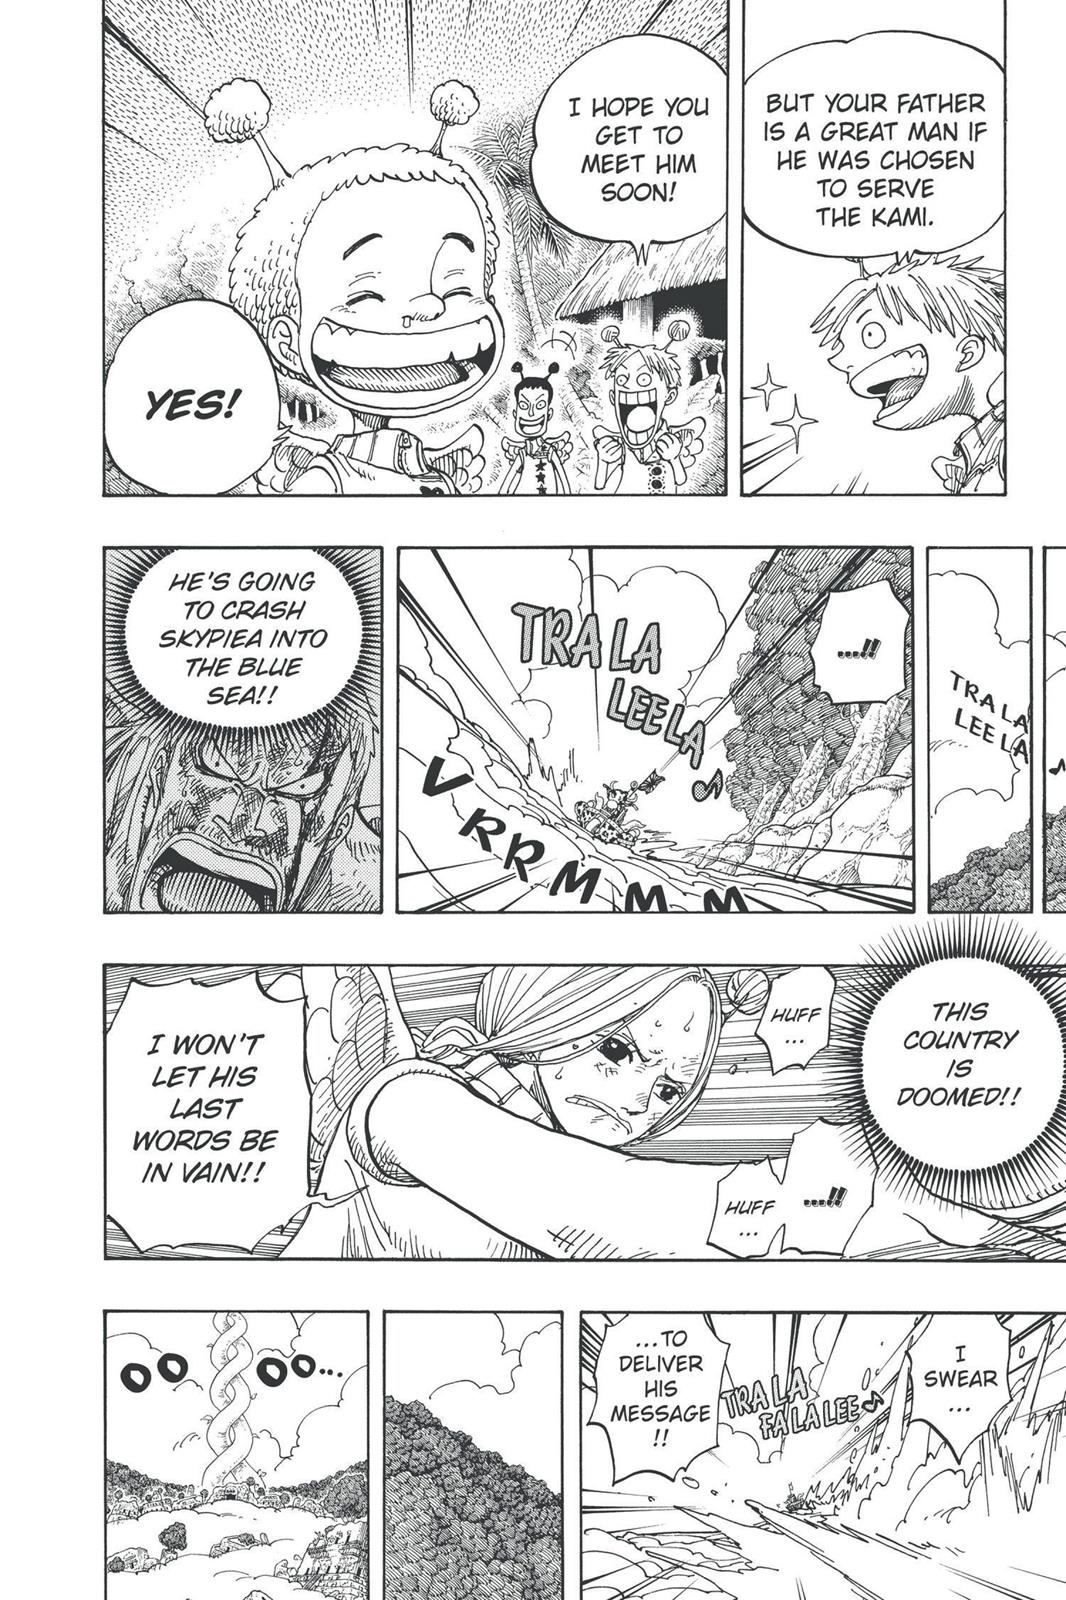 BUT YOUR FATHER
IS A GREAT MAN IF
HE WAS CHOSEN
TO SERVE
THE KAMI.
I HOPE YOU
GET TO
MEET HIM
SOON!
YES!
TRA LA
LEE LA
....!!
TRA LA
LEE LA
VRRMMM
HE'S GOING
TO CRASH
SKYPIEA INTO
THE BLUE
SEA!!
THIS
COUNTRY
IS
DOOMED!!
HUFF
...
HUFF
...
....!!
I WON'T
LET HIS
LAST
WORDS BE
IN VAIN!!
I
SWEAR
...
TRA LA
FA LA LEE
...TO
DELIVER
HIS
MESSAGE
!!
OO OO...